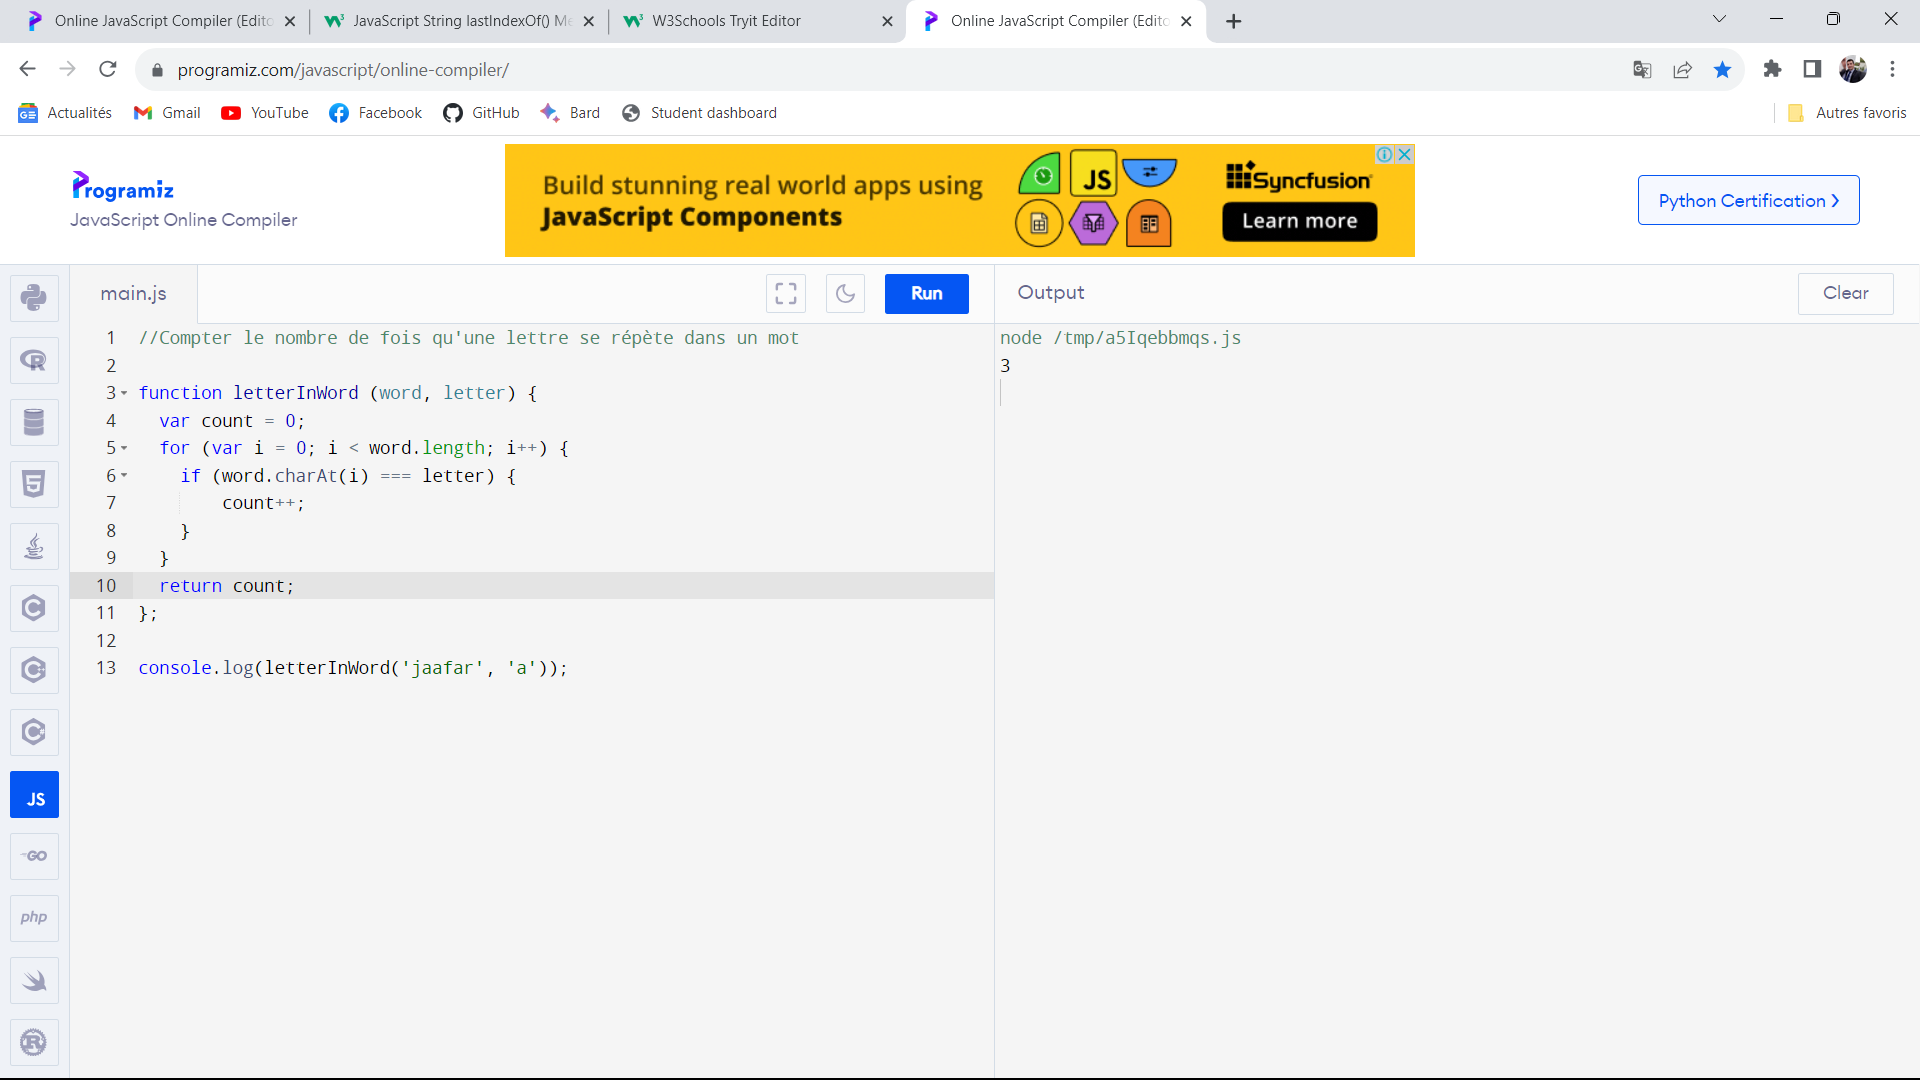 Online JavaScript Compiler (Edito
JavaScript String lastIndexOf() Me
W3Schools Tryit Editor
Online JavaScript Compiler (Edito
programiz.com/javascript/online-compiler/
Actualités
Gmail
YouTube
Facebook
GitHub
Bard
Student dashboard
Autres favoris
Programiz
JavaScript Online Compiler
Build stunning real world apps using
JavaScript Components
JS
Syncfusion
Learn more
Python Certification
main.js
Run
Output
Clear
1 //Compter le nombre de fois qu'une lettre se répète dans un mot
2
3 function letterInWord (word, letter) {
4 var count = 0;
5 for (var i = 0; i < word.length; i++) {
6 if (word.charAt(i) === letter) {
7 count++;
8 }
9 }
10 return count;
11 };
12
13 console.log(letterInWord('jaafar', 'a'));
node /tmp/a5Iqebbmqs.js
3
R
5
C
C
C
JS
GO
php
R